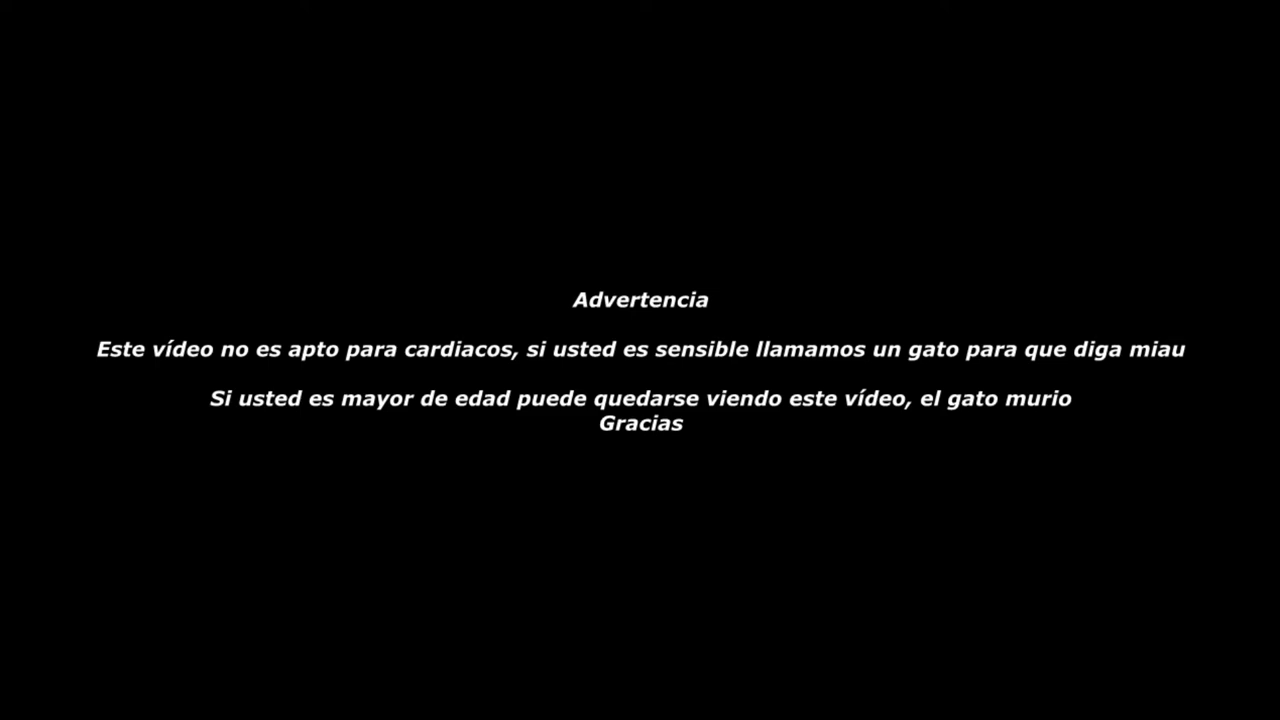 Advertencia
Este vídeo no es apto para cardiacos, si usted es sensible llamamos un gato para que diga miau
Si usted es mayor de edad puede quedarse viendo este vídeo, el gato murio
Gracias